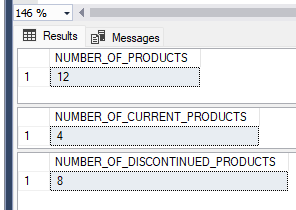 146 %
Results Messages
NUMBER_OF_PRODUCTS
1 12
NUMBER_OF_CURRENT_PRODUCTS
1 4
NUMBER_OF_DISCONTINUED_PRODUCTS
1 8